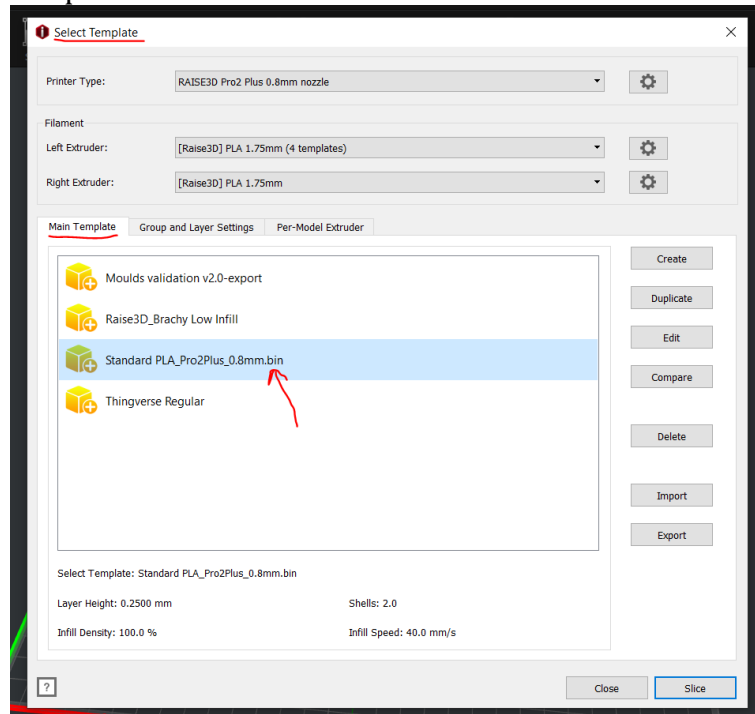 Select Template
Printer Type: RAISE3D Pro2 Plus 0.8mm nozzle
Filament
Left Extruder: [Raise3D] PLA 1.75mm (4 templates)
Right Extruder: [Raise3D] PLA 1.75mm
Main Template Group and Layer Settings Per-Model Extruder
Create
Moulds validation v2.0-export
Duplicate
Raise3D_Brachy Low Infill
Edit
Standard PLA_Pro2Plus_0.8mm.bin
Compare
Thingverse Regular
Delete
Import
Export
Select Template: Standard PLA_Pro2Plus_0.8mm.bin
Layer Height: 0.2500 mm Shells: 2.0
Infill Density: 100.0 % Infill Speed: 40.0 mm/s
? Close Slice